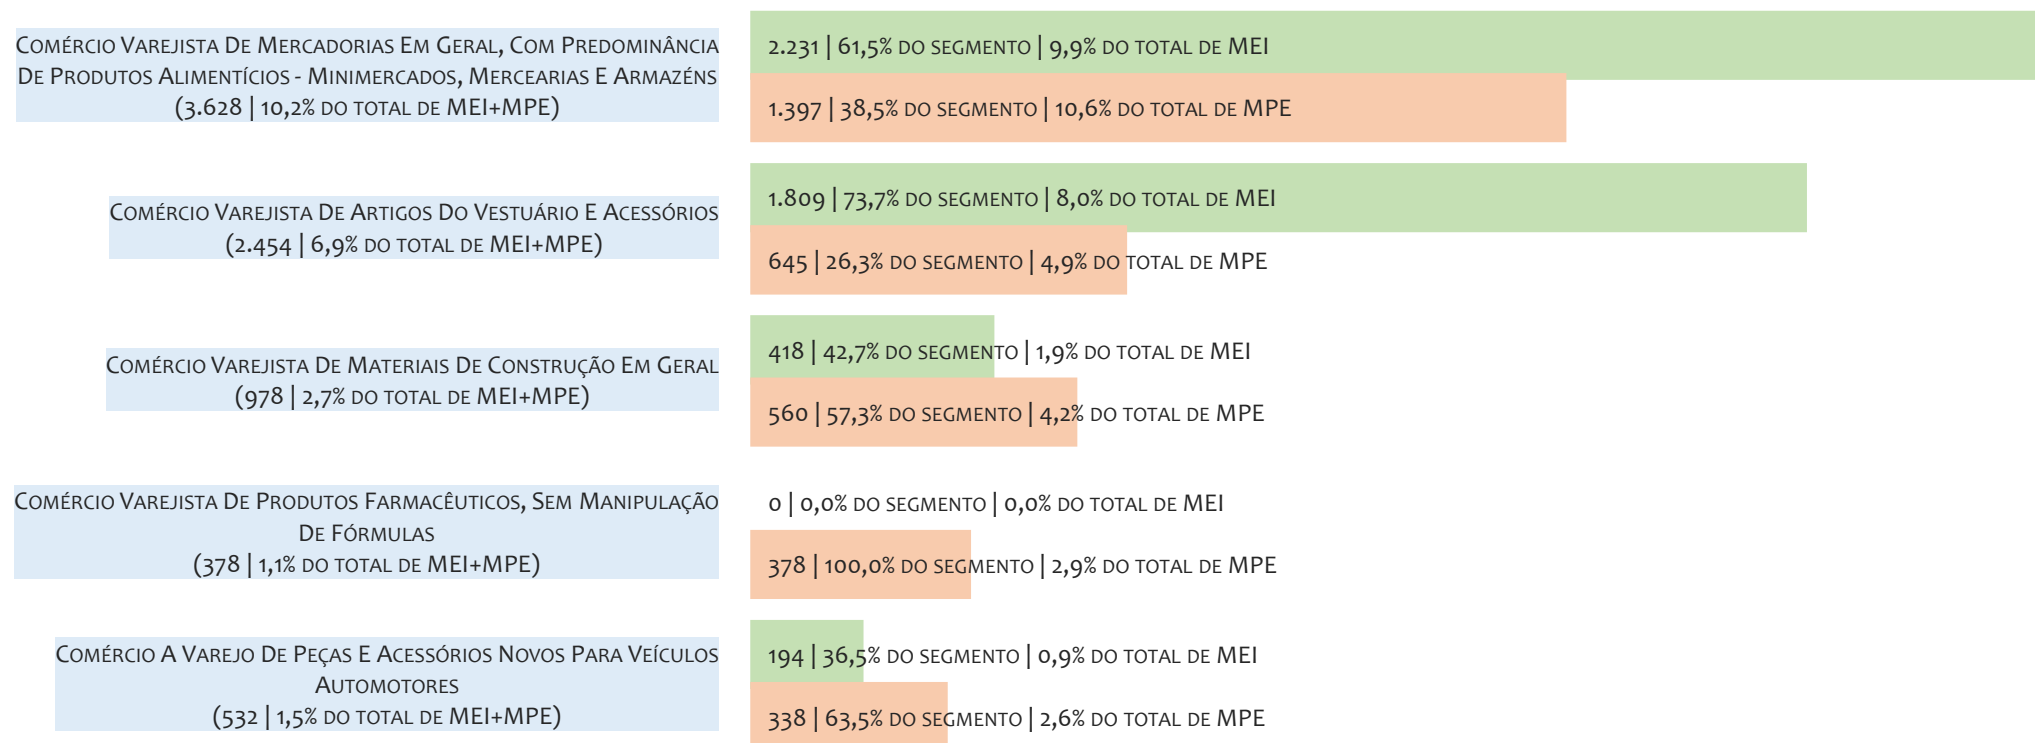 Comércio Varejista De Mercadorias Em Geral, Com Predominância
De Produtos Alimentícios - Minimercados, Mercearias E Armazéns
(3.628 | 10,2% do total de MEI+MPE)
2.231 | 61,5% do segmento | 9,9% do total de MEI
1.397 | 38,5% do segmento | 10,6% do total de MPE
Comércio Varejista De Artigos Do Vestuário E Acessórios
(2.454 | 6,9% do total de MEI+MPE)
1.809 | 73,7% do segmento | 8,0% do total de MEI
645 | 26,3% do segmento | 4,9% do total de MPE
Comércio Varejista De Materiais De Construção Em Geral
(978 | 2,7% do total de MEI+MPE)
418 | 42,7% do segmento | 1,9% do total de MEI
560 | 57,3% do segmento | 4,2% do total de MPE
Comércio Varejista De Produtos Farmacêuticos, Sem Manipulação
De Fórmulas
(378 | 1,1% do total de MEI+MPE)
0 | 0,0% do segmento | 0,0% do total de MEI
378 | 100,0% do segmento | 2,9% do total de MPE
Comércio A Varejo De Peças E Acessórios Novos Para Veículos
Automotores
(532 | 1,5% do total de MEI+MPE)
194 | 36,5% do segmento | 0,9% do total de MEI
338 | 63,5% do segmento | 2,6% do total de MPE